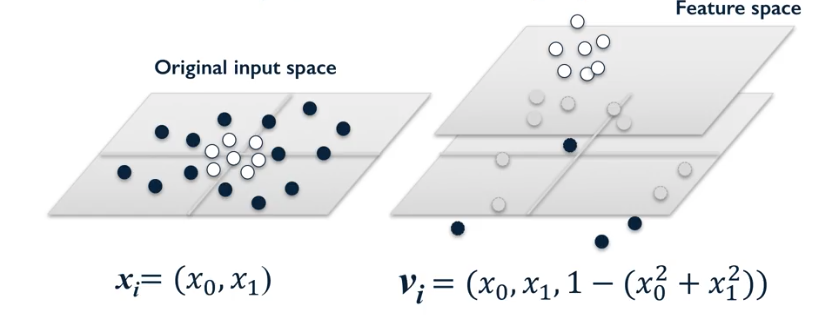 Feature space
Original input space
𝒙ᵢ= (x₀, x₁)
𝒗ᵢ = (x₀, x₁, 1 − (x₀² + x₁²))